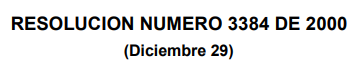 RESOLUCION NUMERO 3384 DE 2000
(Diciembre 29)